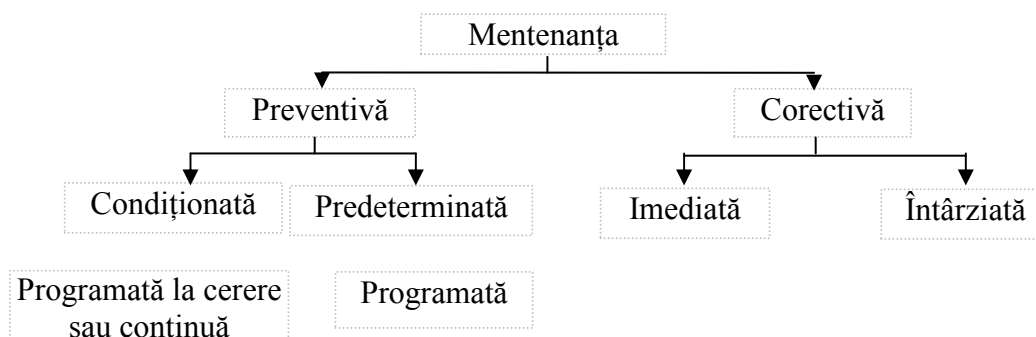 Mentenanța
Preventivă
Corectivă
Condiționată
Predeterminată
Imediată
Întârziată
Programată la cerere
sau continuă
Programată